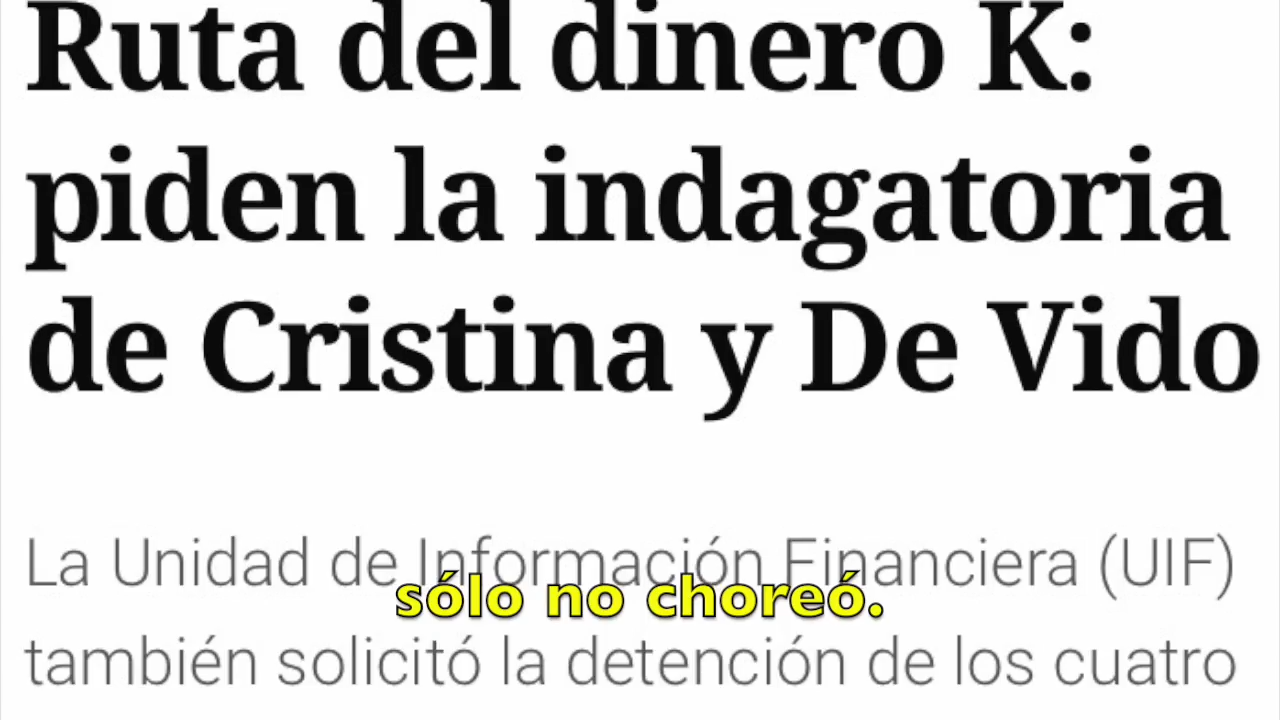 Ruta del dinero K:
piden la indagatoria
de Cristina y De Vido
La Unidad de Información Financiera (UIF)
sólo no choreó.
también solicitó la detención de los cuatro